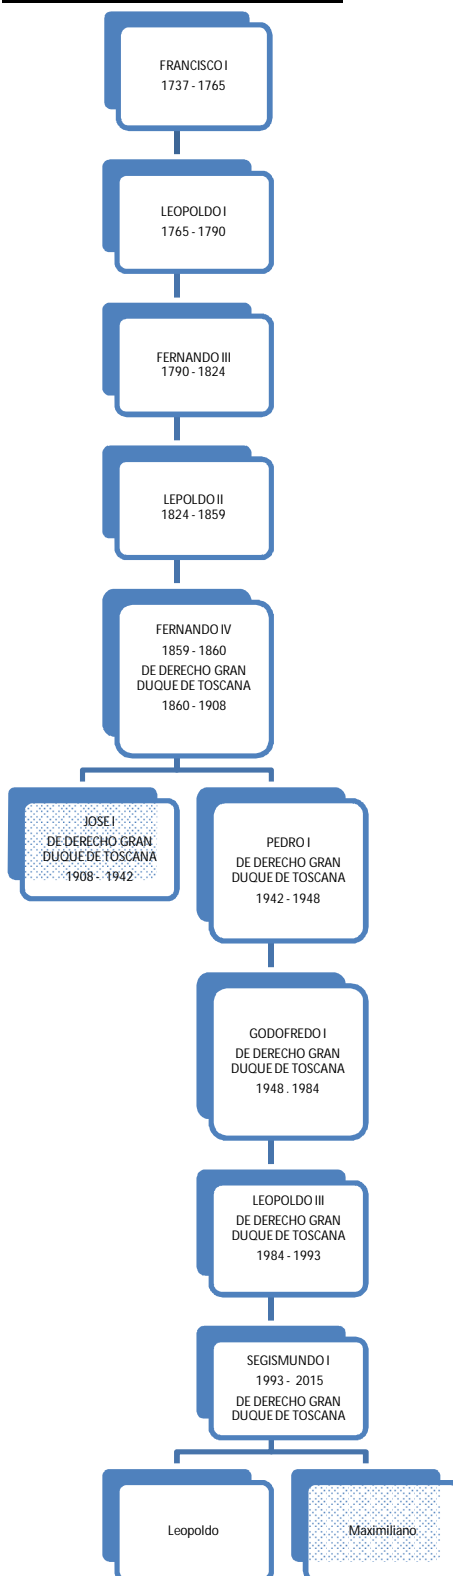 FRANCISCO I
1737 - 1765
LEOPOLDO I
1765 - 1790
FERNANDO III
1790 - 1824
LEPOLDO II
1824 - 1859
FERNANDO IV
1859 - 1860
DE DERECHO GRAN
DUQUE DE TOSCANA
1860 - 1908
JOSE I
DE DERECHO GRAN
DUQUE DE TOSCANA
1908 - 1942
PEDRO I
DE DERECHO GRAN
DUQUE DE TOSCANA
1942 - 1948
GODOFREDO I
DE DERECHO GRAN
DUQUE DE TOSCANA
1948 . 1984
LEOPOLDO III
DE DERECHO GRAN
DUQUE DE TOSCANA
1984 - 1993
SEGISMUNDO I
1993 - 2015
DE DERECHO GRAN
DUQUE DE TOSCANA
Leopoldo
Maximiliano